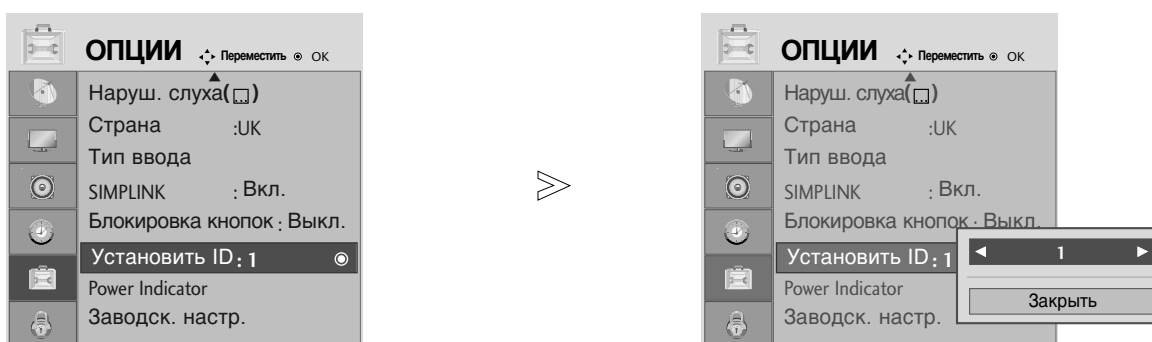 ОПЦИИ Переместить OK
Наруш. слуха( )
Страна :UK
Тип ввода
SIMPLINK : Вкл.
Блокировка кнопок : Выкл.
Установить ID : 1
Power Indicator
Заводск. настр.
ОПЦИИ Переместить OK
Наруш. слуха( )
Страна :UK
Тип ввода
SIMPLINK : Вкл.
Блокировка кнопок : Выкл.
Установить ID : 1
Power Indicator
Заводск. настр.
◄ 1 ►
Закрыть